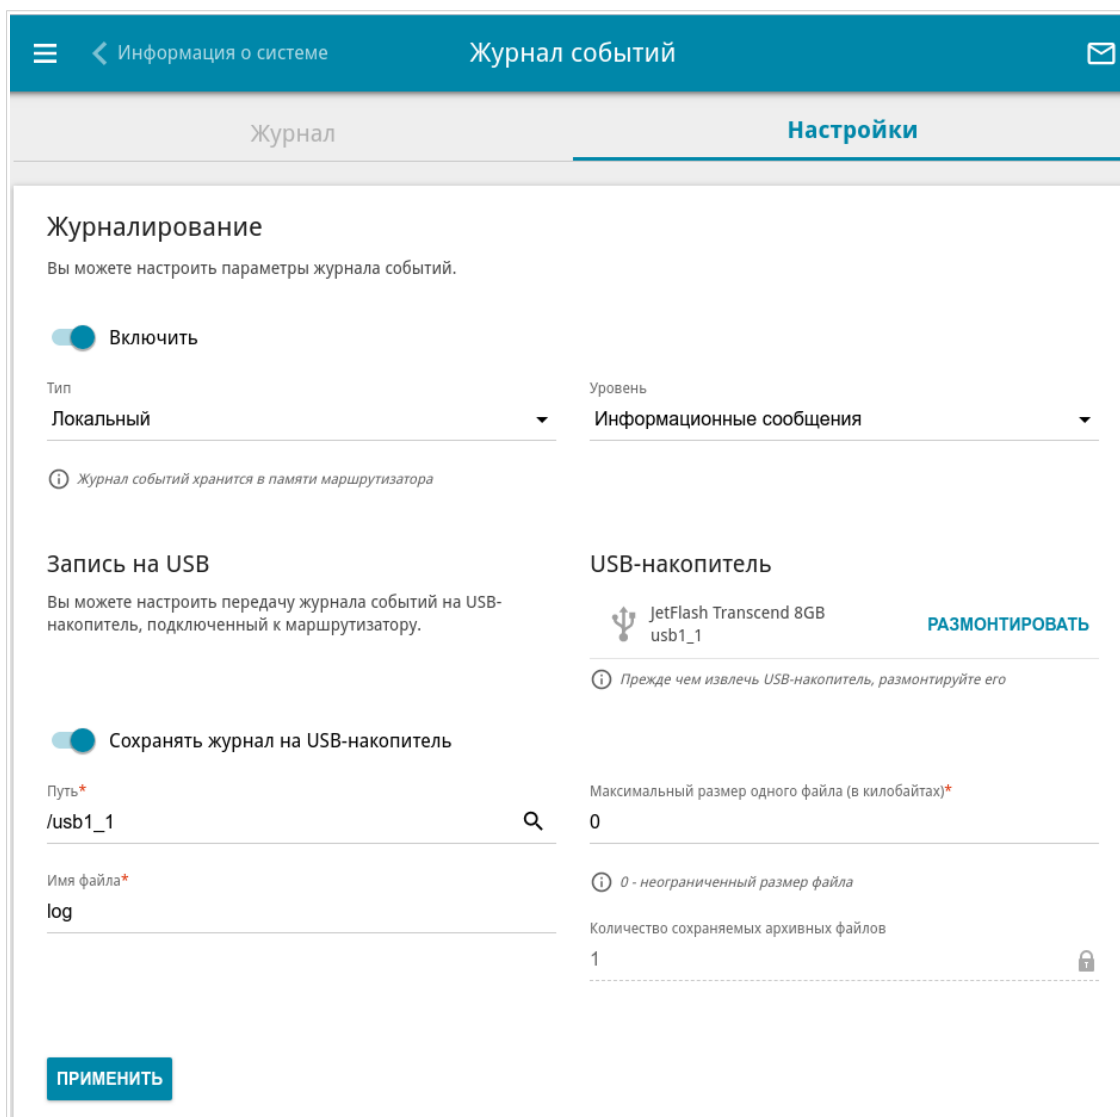 Информация о системе
Журнал событий
Журнал
Настройки
Журналирование
Вы можете настроить параметры журнала событий.
Включить
Тип
Локальный
Уровень
Информационные сообщения
Журнал событий хранится в памяти маршрутизатора
Запись на USB
Вы можете настроить передачу журнала событий на USB-
накопитель, подключенный к маршрутизатору.
USB-накопитель
JetFlash Transcend 8GB
usb1_1
РАЗМОНТИРОВАТЬ
Прежде чем извлечь USB-накопитель, размонтируйте его
Сохранять журнал на USB-накопитель
Путь*
/usb1_1
Максимальный размер одного файла (в килобайтах)*
0
Имя файла*
log
0 - неограниченный размер файла
Количество сохраняемых архивных файлов
1
ПРИМЕНИТЬ